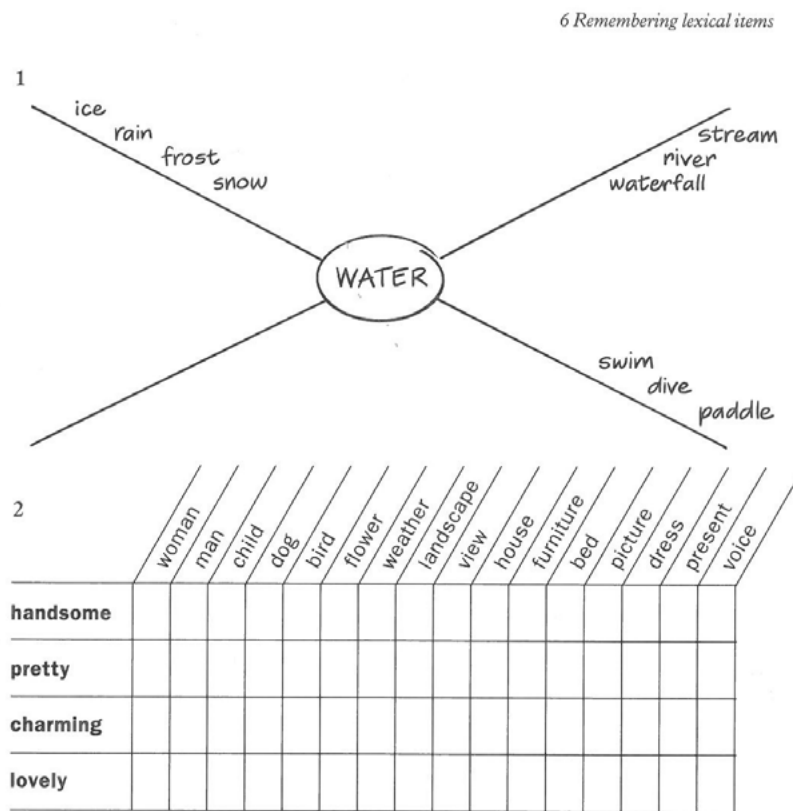 6 Remembering lexical items
1
ice
rain
frost
snow
stream
river
waterfall
WATER
swim
dive
paddle
2
woman
man
child
dog
bird
flower
weather
landscape
view
house
furniture
bed
picture
dress
present
voice
handsome
pretty
charming
lovely